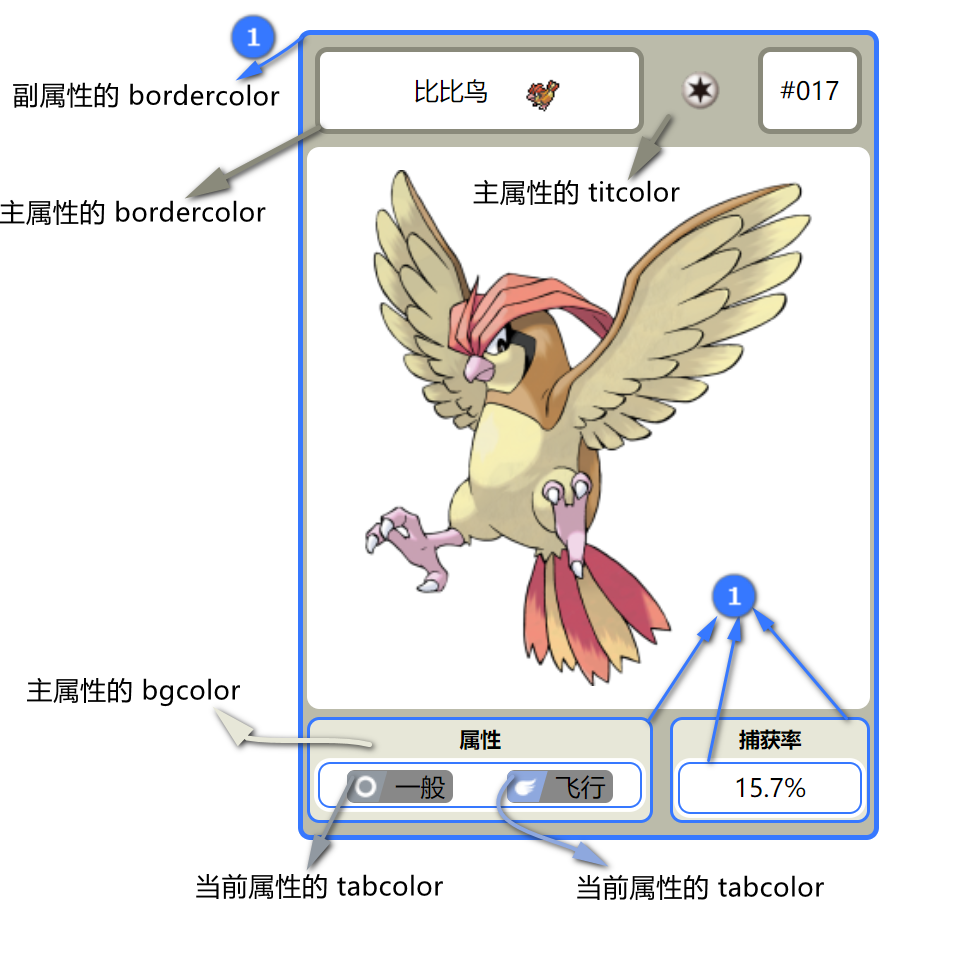 1
副属性的 bordercolor
比比鸟
#017
主属性的 titcolor
主属性的 bordercolor
1
主属性的 bgcolor
属性
捕获率
一般
飞行
15.7%
当前属性的 tabcolor
当前属性的 tabcolor